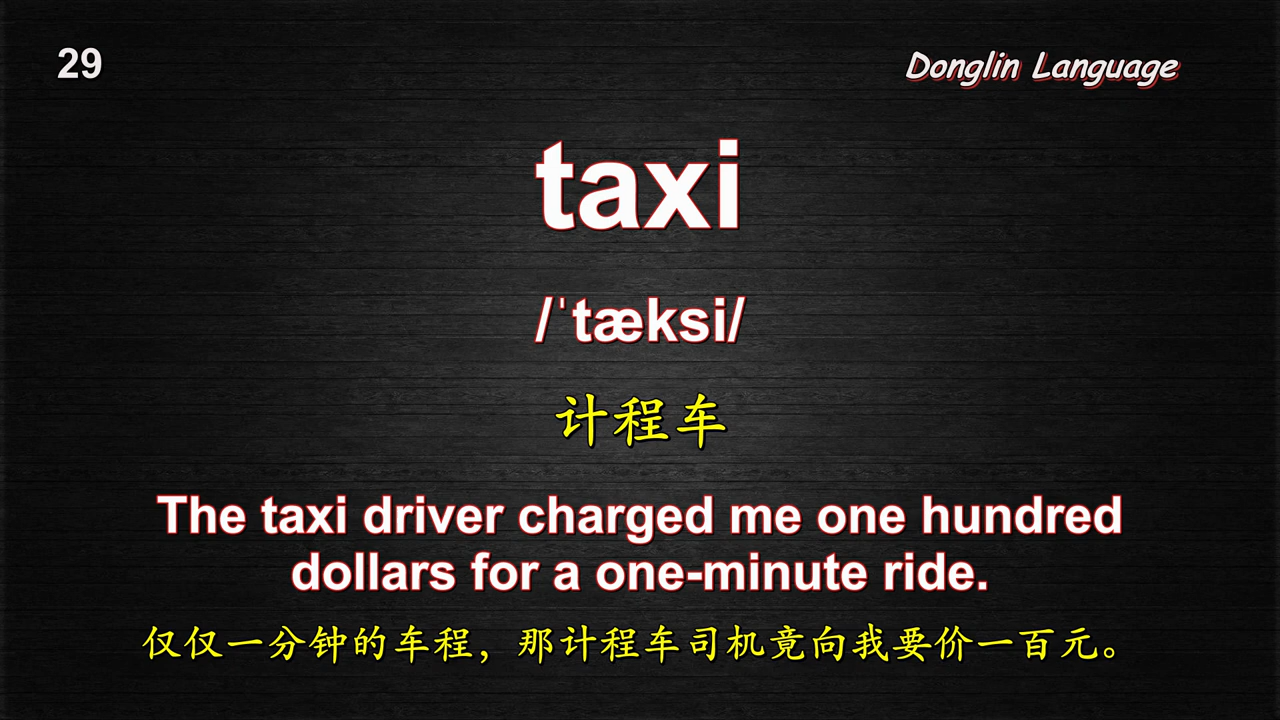 29
Donglin Language
taxi
/ˈtæksi/
计程车
The taxi driver charged me one hundred
dollars for a one-minute ride.
仅仅一分钟的车程，那计程车司机竟向我要价一百元。